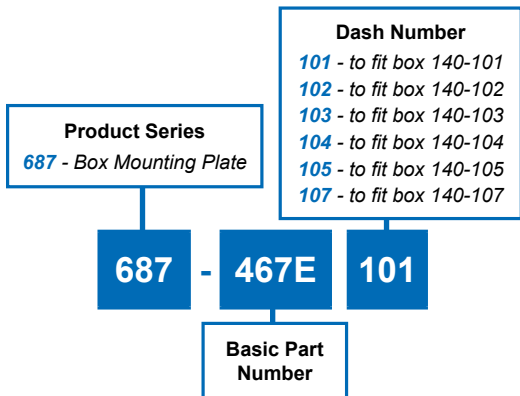 Dash Number
101 - to fit box 140-101
102 - to fit box 140-102
103 - to fit box 140-103
104 - to fit box 140-104
105 - to fit box 140-105
107 - to fit box 140-107
Product Series
687 - Box Mounting Plate
687 - 467E 101
Basic Part
Number